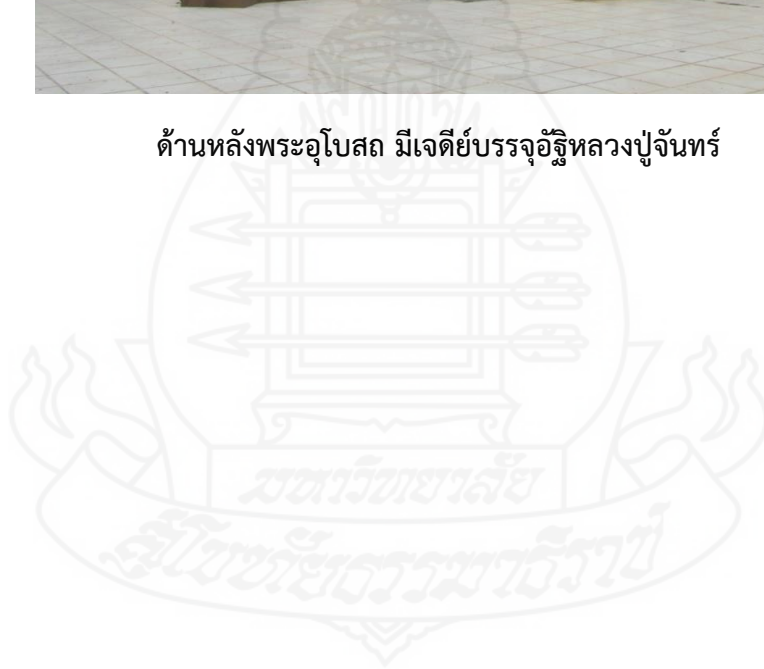 ด้านหลังพระอุโบสถ มีเจดีย์บรรจุอัฐิหลวงปู่จันทร์
มหาวิทยาลัย
สุโขทัยธรรมาธิราช